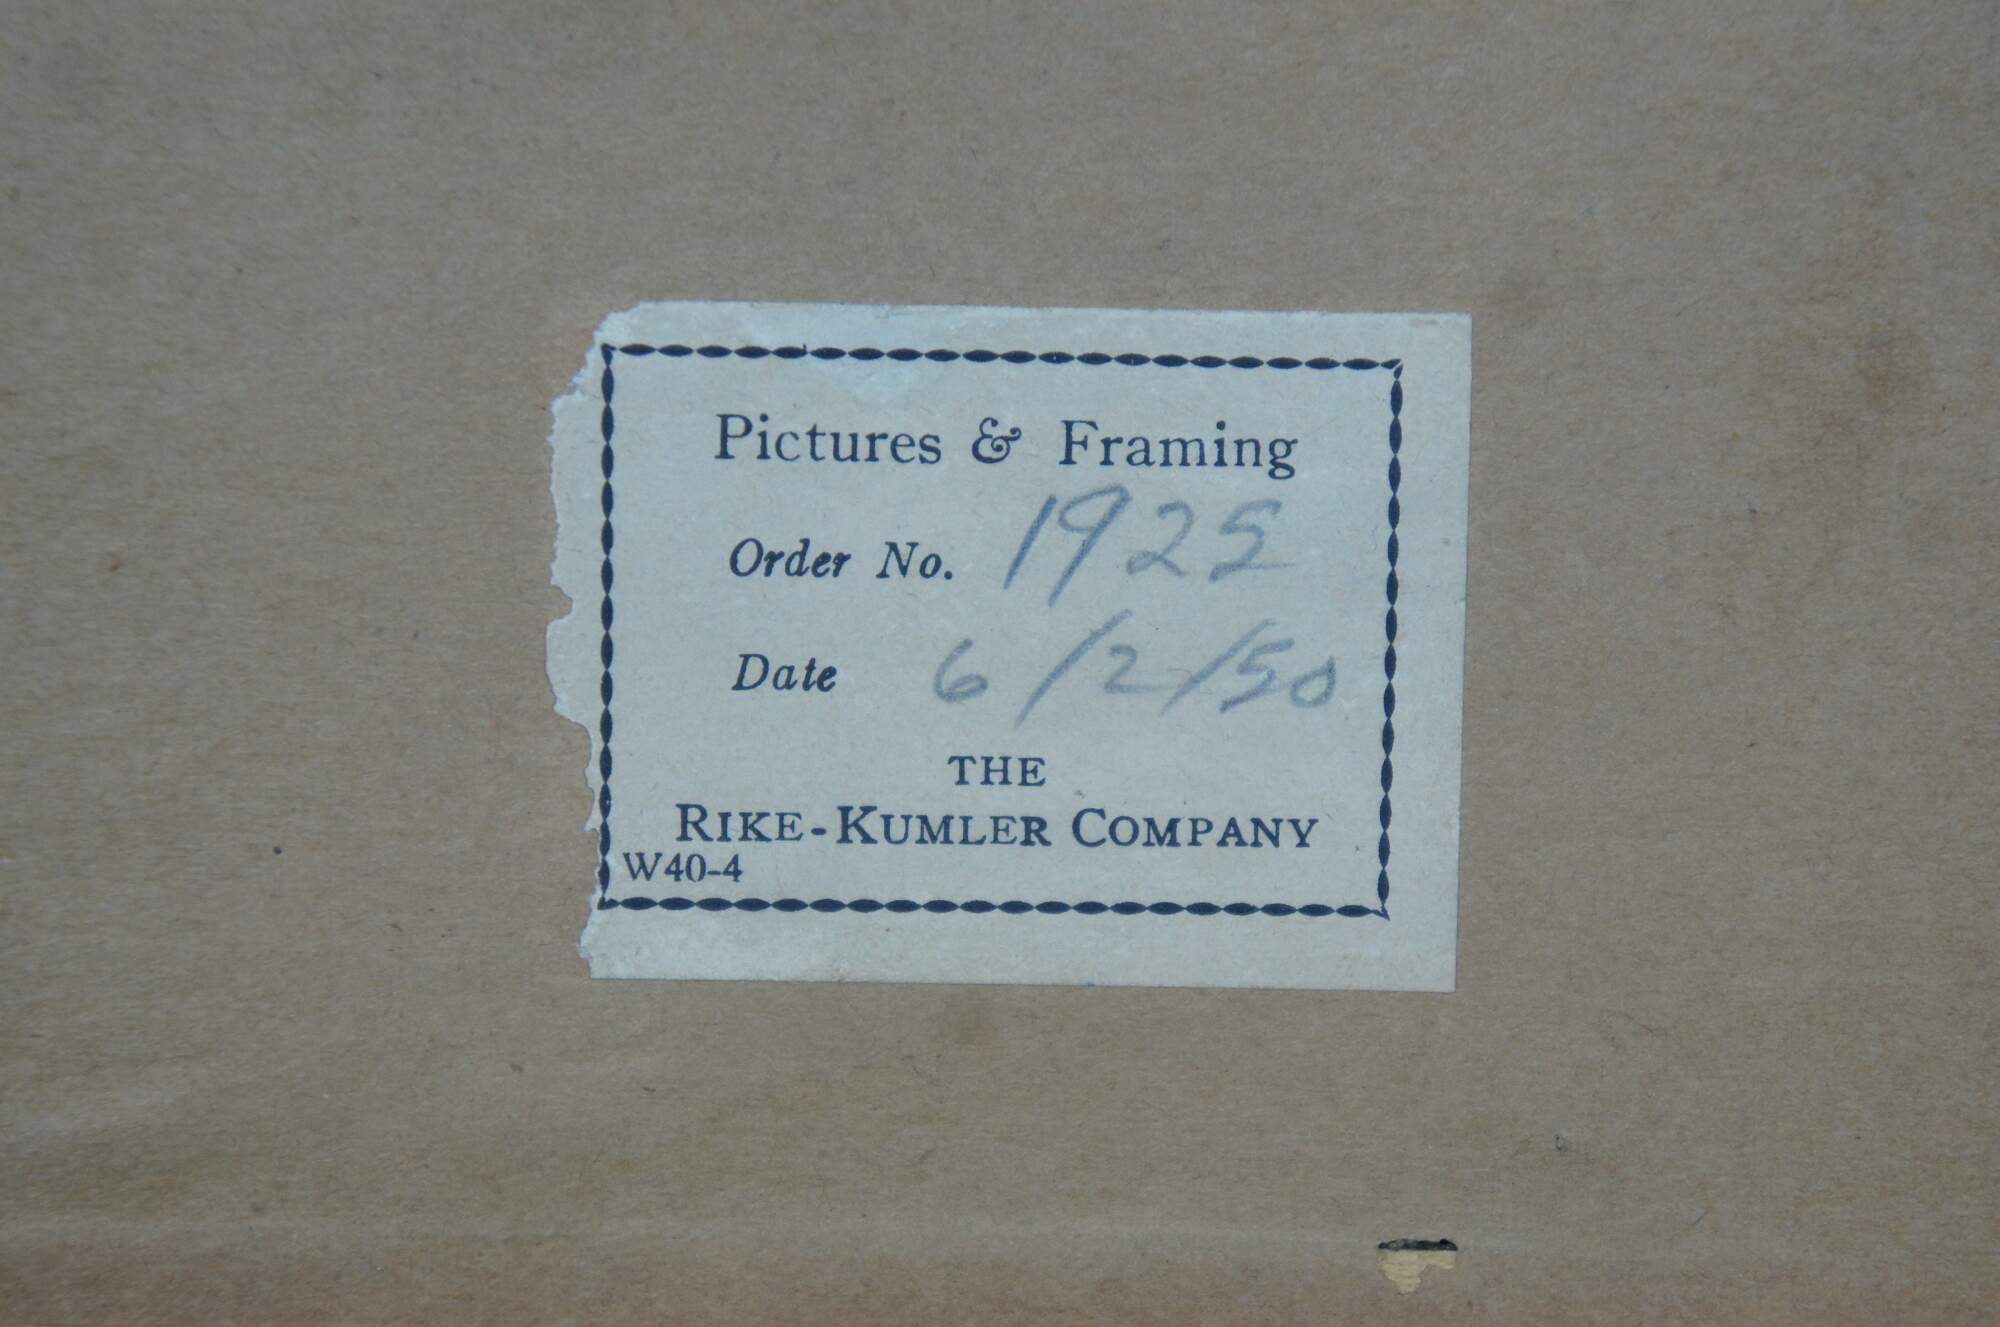 Pictures & Framing
Order No. 1925
Date 6/2/50
THE
RIKE-KUMLER COMPANY
W40-4